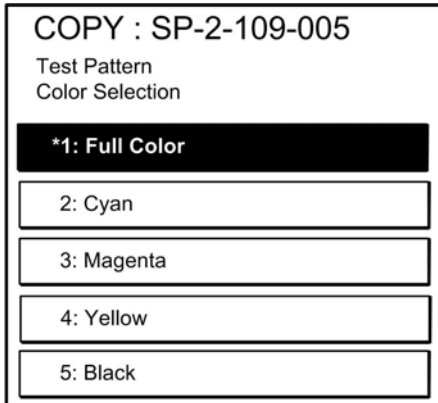 COPY : SP-2-109-005
Test Pattern
Color Selection
*1: Full Color
2: Cyan
3: Magenta
4: Yellow
5: Black